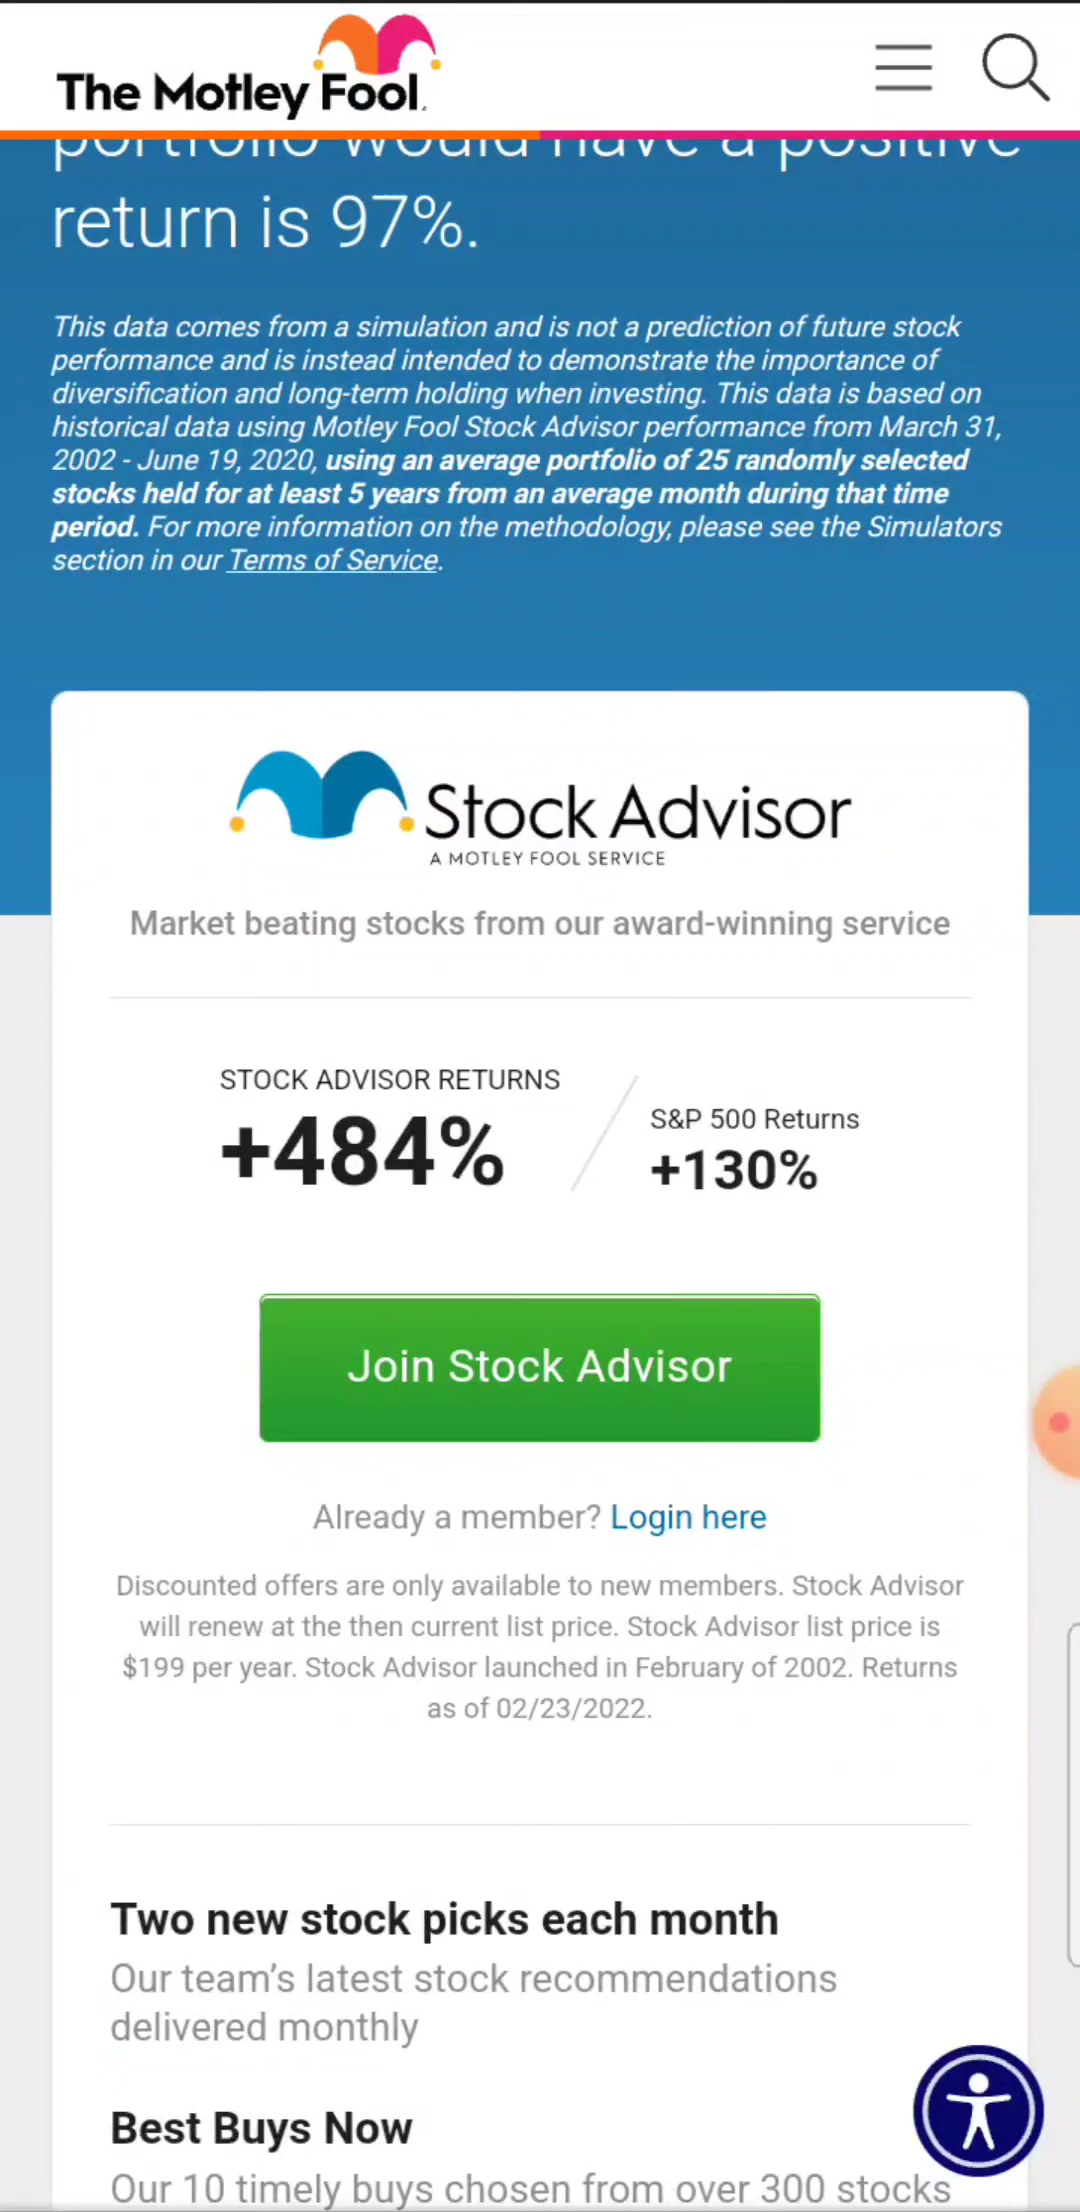 The Motley Fool.
portfolio would have a positive
return is 97%.
This data comes from a simulation and is not a prediction of future stock
performance and is instead intended to demonstrate the importance of
diversification and long-term holding when investing. This data is based on
historical data using Motley Fool Stock Advisor performance from March 31,
2002 - June 19, 2020, using an average portfolio of 25 randomly selected
stocks held for at least 5 years from an average month during that time
period. For more information on the methodology, please see the Simulators
section in our Terms of Service.
Stock Advisor
A MOTLEY FOOL SERVICE
Market beating stocks from our award-winning service
STOCK ADVISOR RETURNS
+484%
S&P 500 Returns
+130%
Join Stock Advisor
Already a member? Login here
Discounted offers are only available to new members. Stock Advisor
will renew at the then current list price. Stock Advisor list price is
$199 per year. Stock Advisor launched in February of 2002. Returns
as of 02/23/2022.
Two new stock picks each month
Our team's latest stock recommendations
delivered monthly
Best Buys Now
Our 10 timely buys chosen from over 300 stocks